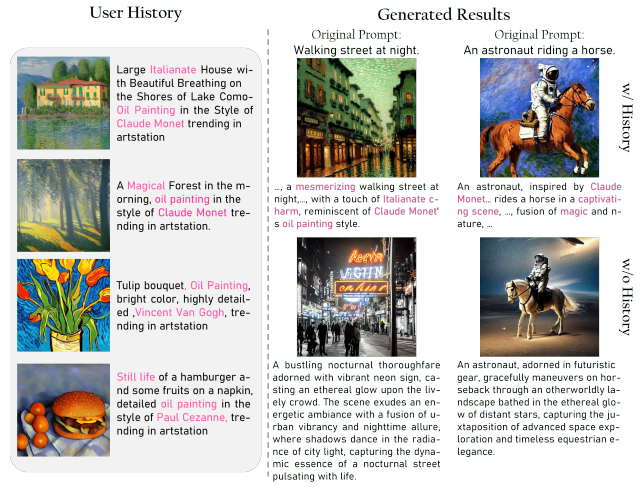 User History
Large Italianate House wi-
th Beautiful Breathing on
the Shores of Lake Como-
Oil Painting in the Style of
Claude Monet trending in
artstation
A Magical Forest in the m-
orning, oil painting in the
style of Claude Monet tre-
nding in artstation.
Tulip bouquet, Oil Painting,
bright color, highly detail-
ed ,Vincent Van Gogh, tre-
nding in artstation
Still life of a hamburger a-
nd some fruits on a napkin,
detailed oil painting in the
style of Paul Cezanne, tre-
nding in artstation
Generated Results
Original Prompt:
Walking street at night.
Original Prompt:
An astronaut riding a horse.
w/ History
..., a mesmerizing walking street at
night,..., with a touch of Italianate c-
harm, reminiscent of Claude Monet'
s oil painting style.
An astronaut, inspired by Claude
Monet... rides a horse in a captivati-
ng scene, ..., fusion of magic and n-
ature, ...
w/o History
A bustling nocturnal thoroughfare
adorned with vibrant neon sign, ca-
sting an ethereal glow upon the liv-
ely crowd. The scene exudes an en-
ergetic ambiance with a fusion of u-
rban vibrancy and nighttime allure,
where shadows dance in the radia-
nce of city light, capturing the dyna-
mic essence of a nocturnal street
pulsating with life.
An astronaut, adorned in futuristic
gear, gracefully maneuvers on hor-
seback through an otherworldly la-
ndscape bathed in the ethereal glo-
w of distant stars, capturing the ju-
xtaposition of advanced space exp-
loration and timeless equestrian e-
legance.